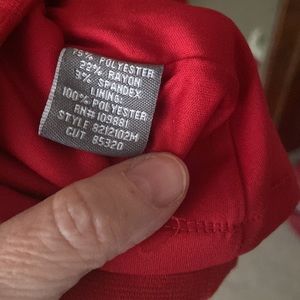 75% POLYESTER
22% RAYON
3% SPANDEX
LINING:
100% POLYESTER
RN# 109881
STYLE 8212102M
CUT 85320